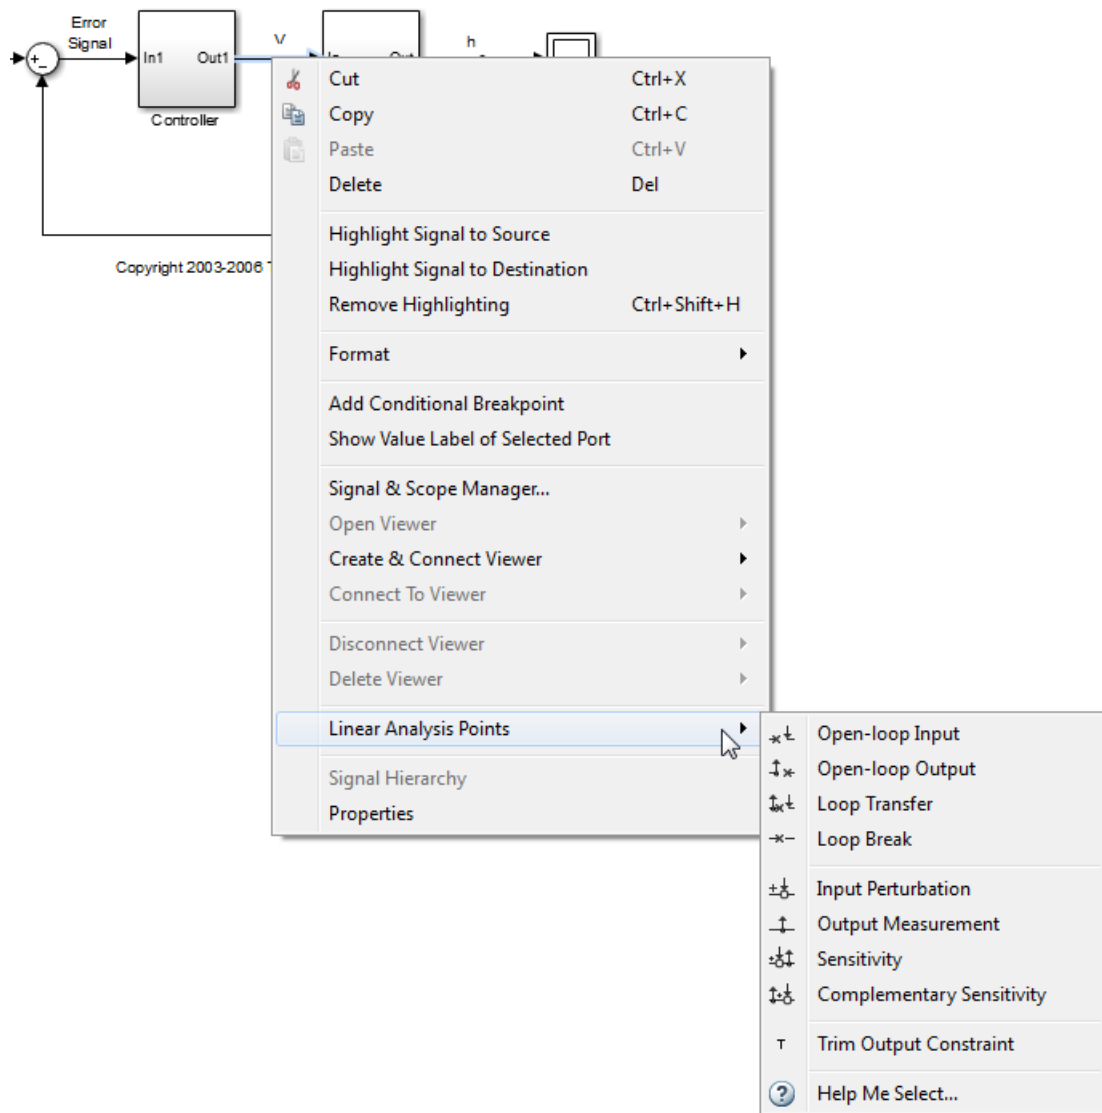 Error
Signal
V
h
In1
Out1
Controller
Copyright 2003-2006
Cut Ctrl+X
Copy Ctrl+C
Paste Ctrl+V
Delete Del
Highlight Signal to Source
Highlight Signal to Destination
Remove Highlighting Ctrl+Shift+H
Format
Add Conditional Breakpoint
Show Value Label of Selected Port
Signal & Scope Manager...
Open Viewer
Create & Connect Viewer
Connect To Viewer
Disconnect Viewer
Delete Viewer
Linear Analysis Points
Signal Hierarchy
Properties
Open-loop Input
Open-loop Output
Loop Transfer
Loop Break
Input Perturbation
Output Measurement
Sensitivity
Complementary Sensitivity
T Trim Output Constraint
Help Me Select...